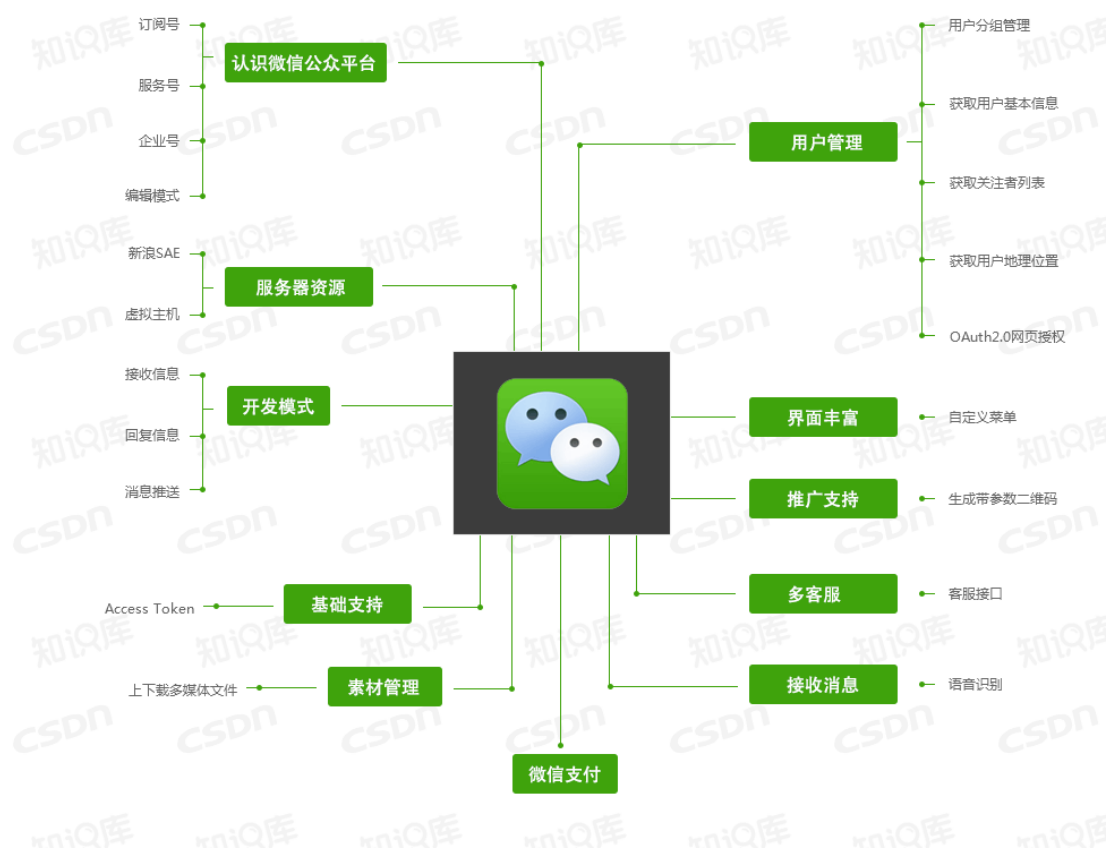 订阅号
认识微信公众平台
服务号
企业号
编辑模式
新浪SAE
服务器资源
虚拟主机
接收信息
开发模式
回复信息
消息推送
Access Token
基础支持
上下载多媒体文件
素材管理
微信支付
用户分组管理
获取用户基本信息
用户管理
获取关注者列表
获取用户地理位置
OAuth2.0网页授权
界面丰富
自定义菜单
推广支持
生成带参数二维码
多客服
客服接口
接收消息
语音识别
知识库
CSDN